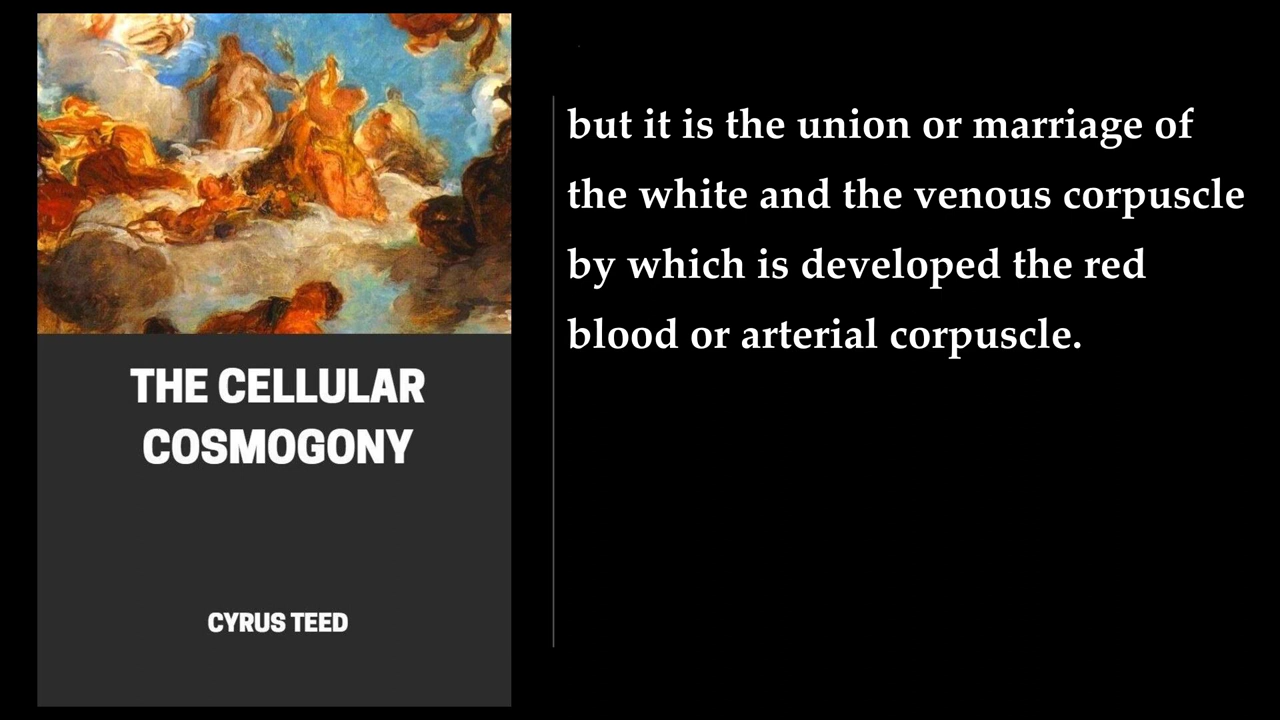 THE CELLULAR
COSMOGONY
CYRUS TEED
but it is the union or marriage of
the white and the venous corpuscle
by which is developed the red
blood or arterial corpuscle.